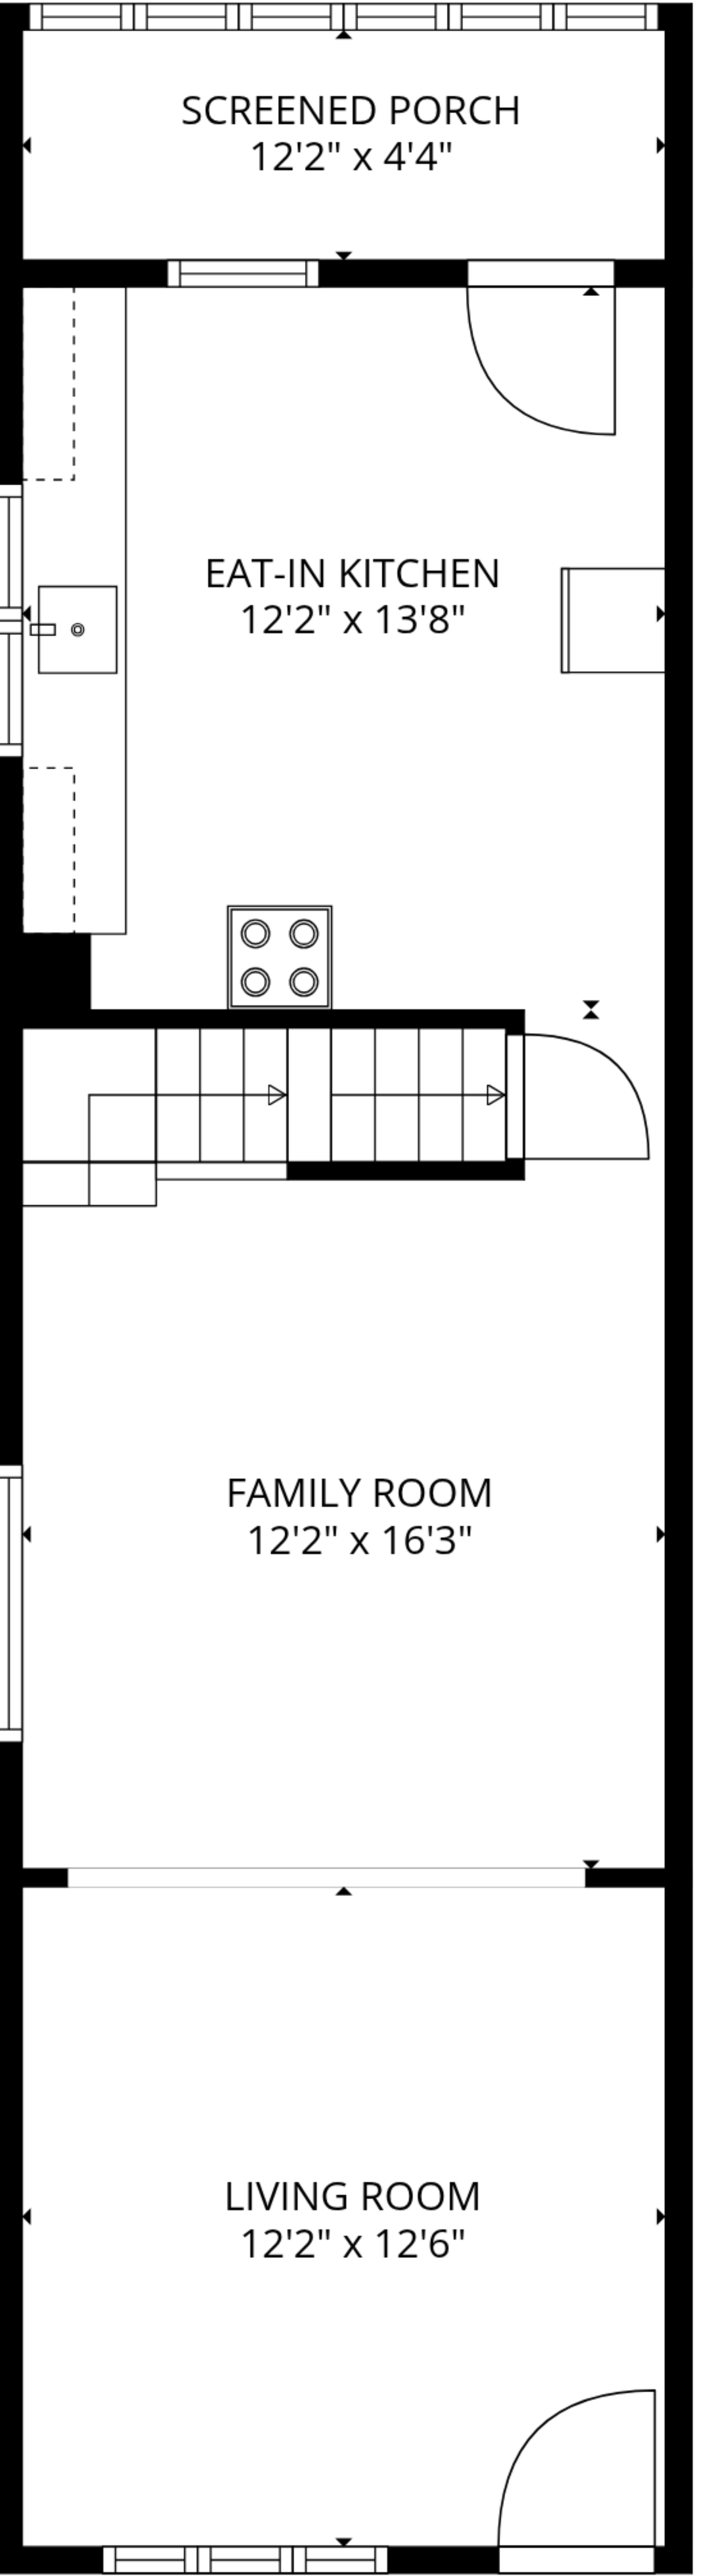 SCREENED PORCH
12'2" x 4'4"
EAT-IN KITCHEN
12'2" x 13'8"
FAMILY ROOM
12'2" x 16'3"
LIVING ROOM
12'2" x 12'6"